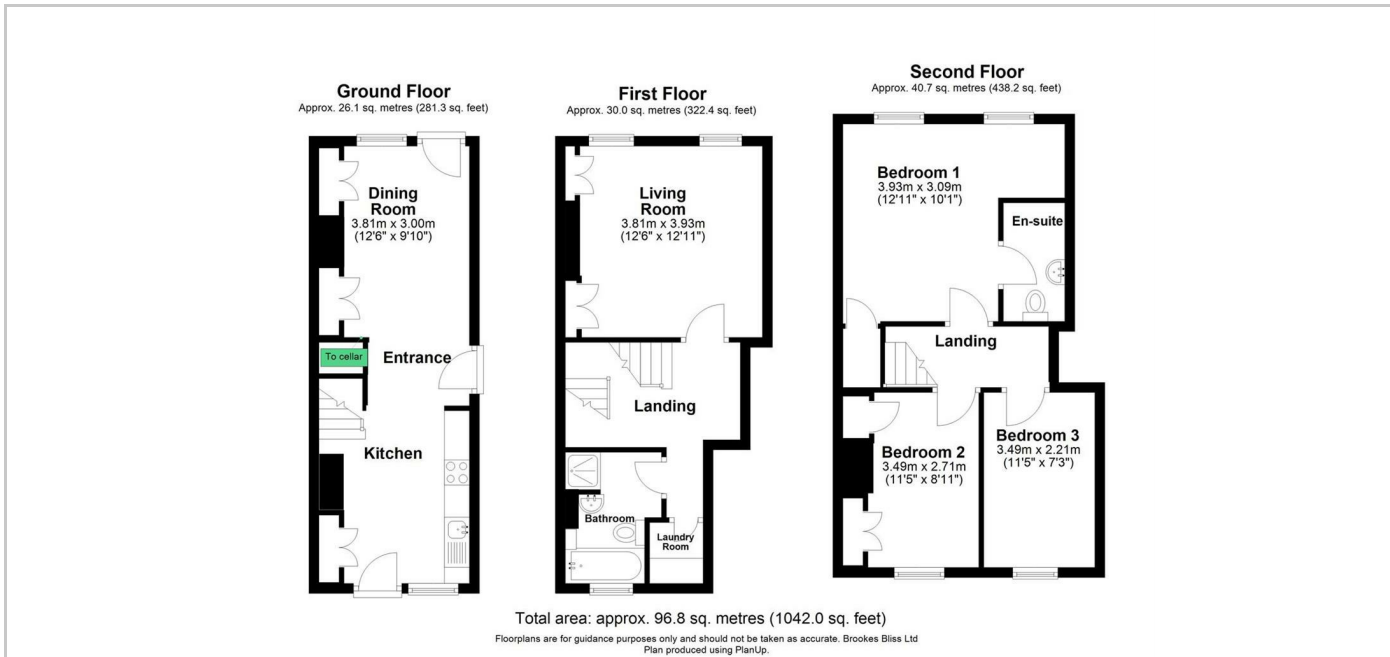 Ground Floor
Approx. 26.1 sq. metres (281.3 sq. feet)
Dining
Room
3.81m x 3.00m
(12'6" x 9'10")
To cellar
Entrance
Kitchen
First Floor
Approx. 30.0 sq. metres (322.4 sq. feet)
Living
Room
3.81m x 3.93m
(12'6" x 12'11")
Landing
Bathroom
Laundry
Room
Second Floor
Approx. 40.7 sq. metres (438.2 sq. feet)
Bedroom 1
3.93m x 3.09m
(12'11" x 10'1")
En-suite
Landing
Bedroom 2
3.49m x 2.71m
(11'5" x 8'11")
Bedroom 3
3.49m x 2.21m
(11'5" x 7'3")
Total area: approx. 96.8 sq. metres (1042.0 sq. feet)
Floorplans are for guidance purposes only and should not be taken as accurate. Brookes Bliss Ltd
Plan produced using PlanUp.